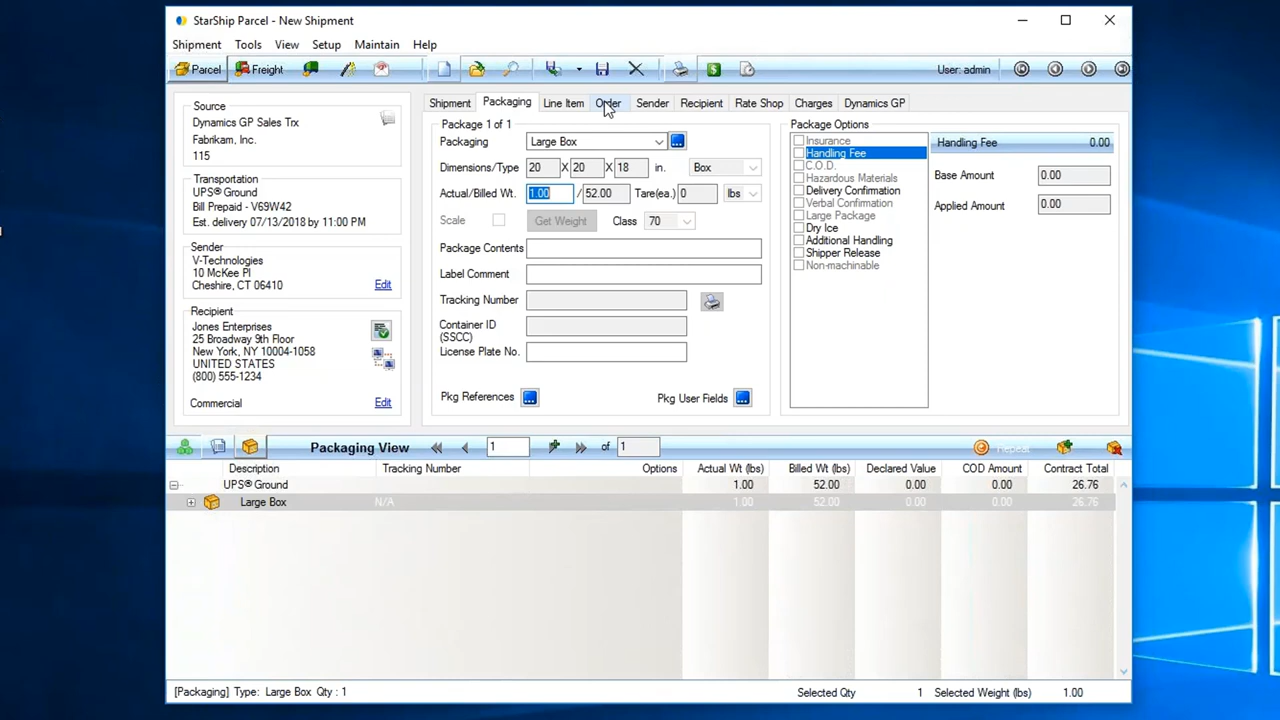 StarShip Parcel - New Shipment
Shipment Tools View Setup Maintain Help
Parcel Freight User: admin
Source
Dynamics GP Sales Trx
Fabrikam, Inc.
115
Transportation
UPS® Ground
Bill Prepaid - V69W42
Est. delivery 07/13/2018 by 11:00 PM
Sender
V-Technologies
10 McKee Pl
Cheshire, CT 06410
Edit
Recipient
Jones Enterprises
25 Broadway 9th Floor
New York, NY 10004-1058
UNITED STATES
(800) 555-1234
Commercial Edit
Shipment Packaging Line Item Order Sender Recipient Rate Shop Charges Dynamics GP
Package 1 of 1
Packaging Large Box
Dimensions/Type 20 X 20 X 18 in. Box
Actual/Billed Wt. 1.00 / 52.00 Tare(ea.) 0 lbs
Scale Get Weight Class 70
Package Contents
Label Comment
Tracking Number
Container ID
(SSCC)
License Plate No.
Pkg References Pkg User Fields
Package Options
Insurance
Handling Fee
C.O.D.
Hazardous Materials
Delivery Confirmation
Verbal Confirmation
Large Package
Dry Ice
Additional Handling
Shipper Release
Non-machinable
Handling Fee 0.00
Base Amount 0.00
Applied Amount 0.00
Packaging View 1 of 1 Repeat
Description Tracking Number Options Actual Wt (lbs) Billed Wt (lbs) Declared Value COD Amount Contract Total
UPS® Ground 1.00 52.00 0.00 0.00 26.76
Large Box N/A 1.00 52.00 0.00 0.00 26.76
[Packaging] Type: Large Box Qty : 1 Selected Qty 1 Selected Weight (lbs) 1.00